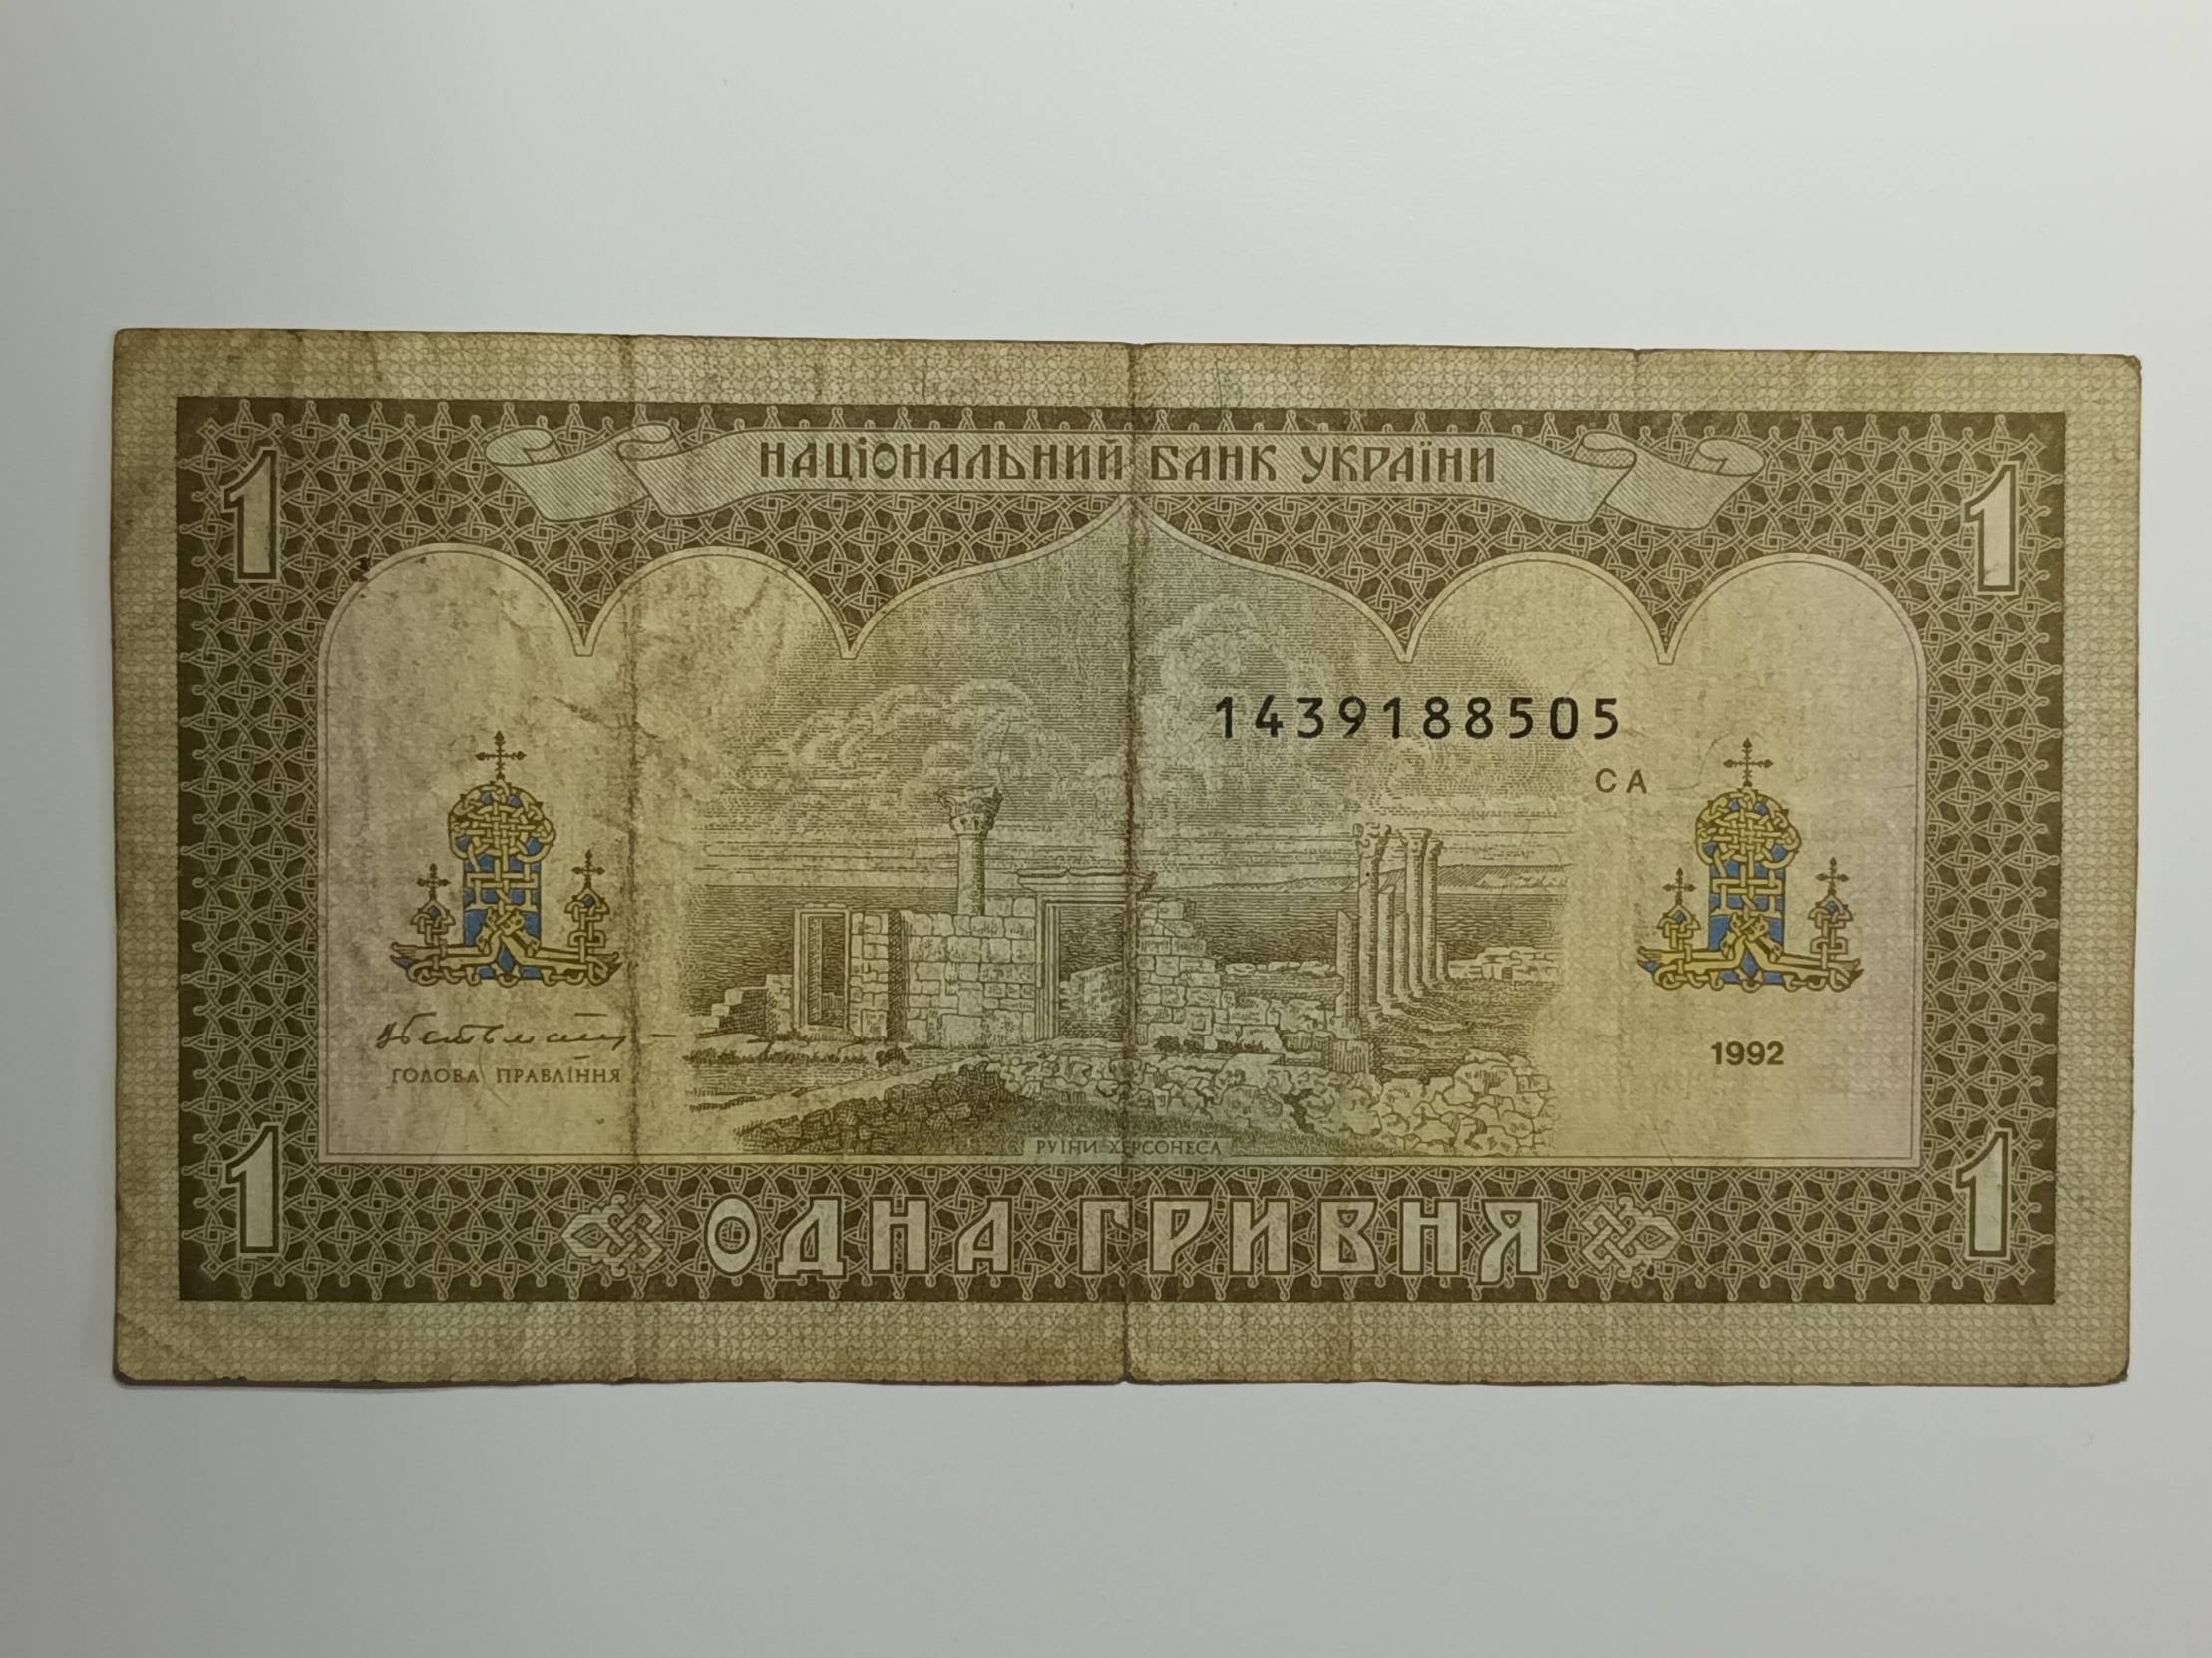 НАЦІОНАЛЬНИЙ БАНК УКРАЇНИ
1
1
1439188505
СА
ГОЛОВА ПРАВЛІННЯ
1992
РУЇНИ ХЕРСОНЕСА
1
ОДНА ГРИВНЯ
1